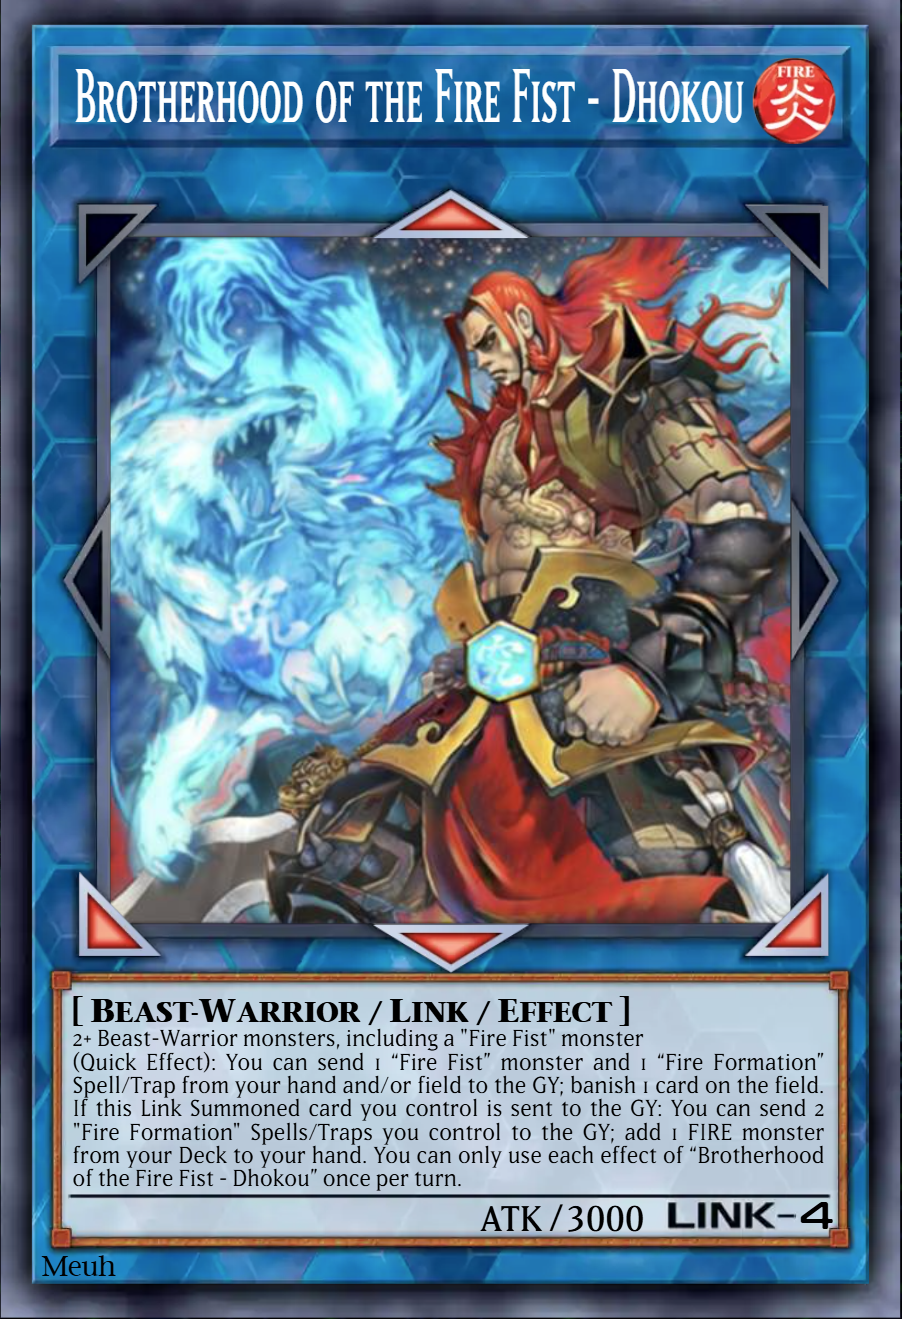 Brotherhood of the Fire Fist - Dhokou
FIRE
炎
[ Beast-Warrior / Link / Effect ]
2+ Beast-Warrior monsters, including a "Fire Fist" monster
(Quick Effect): You can send 1 “Fire Fist” monster and 1 “Fire Formation”
Spell/Trap from your hand and/or field to the GY; banish 1 card on the field.
If this Link Summoned card you control is sent to the GY: You can send 2
"Fire Formation" Spells/Traps you control to the GY; add 1 FIRE monster
from your Deck to your hand. You can only use each effect of “Brotherhood
of the Fire Fist - Dhokou” once per turn.
ATK/3000 LINK-4
Meuh